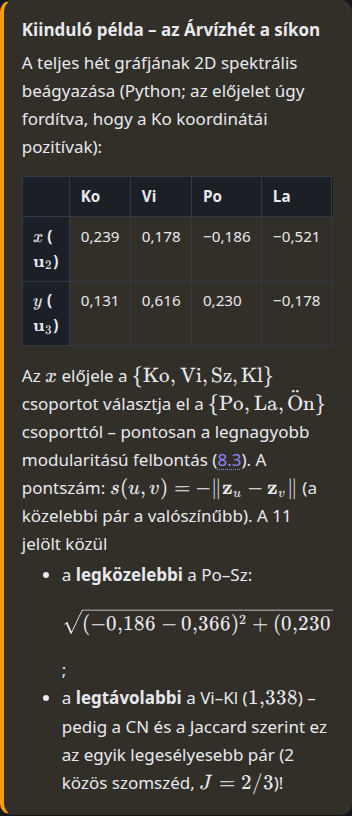 Kiinduló példa – az Árvízhét a síkon
A teljes hét gráfjának 2D spektrális
beágyazása (Python; az előjelet úgy
fordítva, hogy a Ko koordinátái
pozitívak):
Ko Vi Po La
x (u₂) 0,239 0,178 −0,186 −0,521
y (u₃) 0,131 0,616 0,230 −0,178
Az x előjele a {Ko, Vi, Sz, Kl}
csoportot választja el a {Po, La, Ön}
csoporttól – pontosan a legnagyobb
modularitású felbontás (8.3). A
pontszám: s(u, v) = −‖z_u − z_v‖ (a
közelebbi pár a valószínűbb). A 11
jelölt közül
• a legközelebbi a Po–Sz:
√(−0,186 − 0,366)² + (0,230
;
• a legtávolabbi a Vi–Kl (1,338) –
pedig a CN és a Jaccard szerint ez
az egyik legesélyesebb pár (2
közös szomszéd, J = 2/3)!